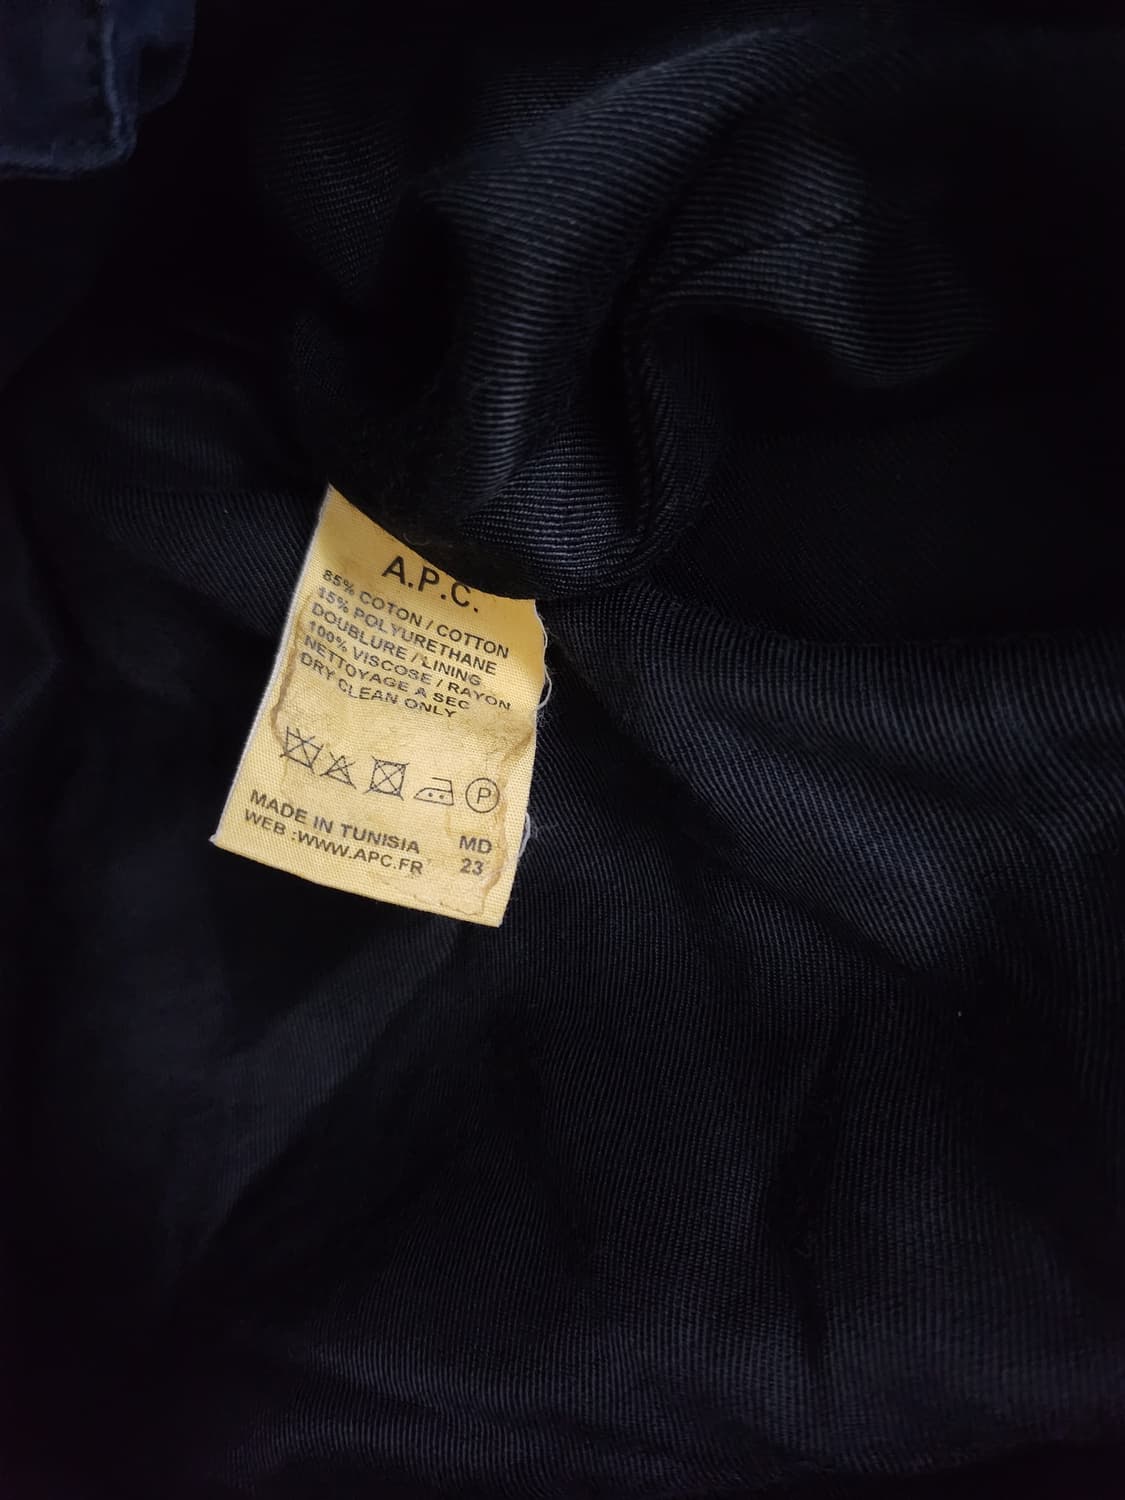 A.P.C.
85% COTON / COTTON
15% POLYURETHANE
DOUBLURE / LINING
100% VISCOSE / RAYON
NETTOYAGE A SEC
DRY CLEAN ONLY
P
MADE IN TUNISIA MD
WEB :WWW.APC.FR 23